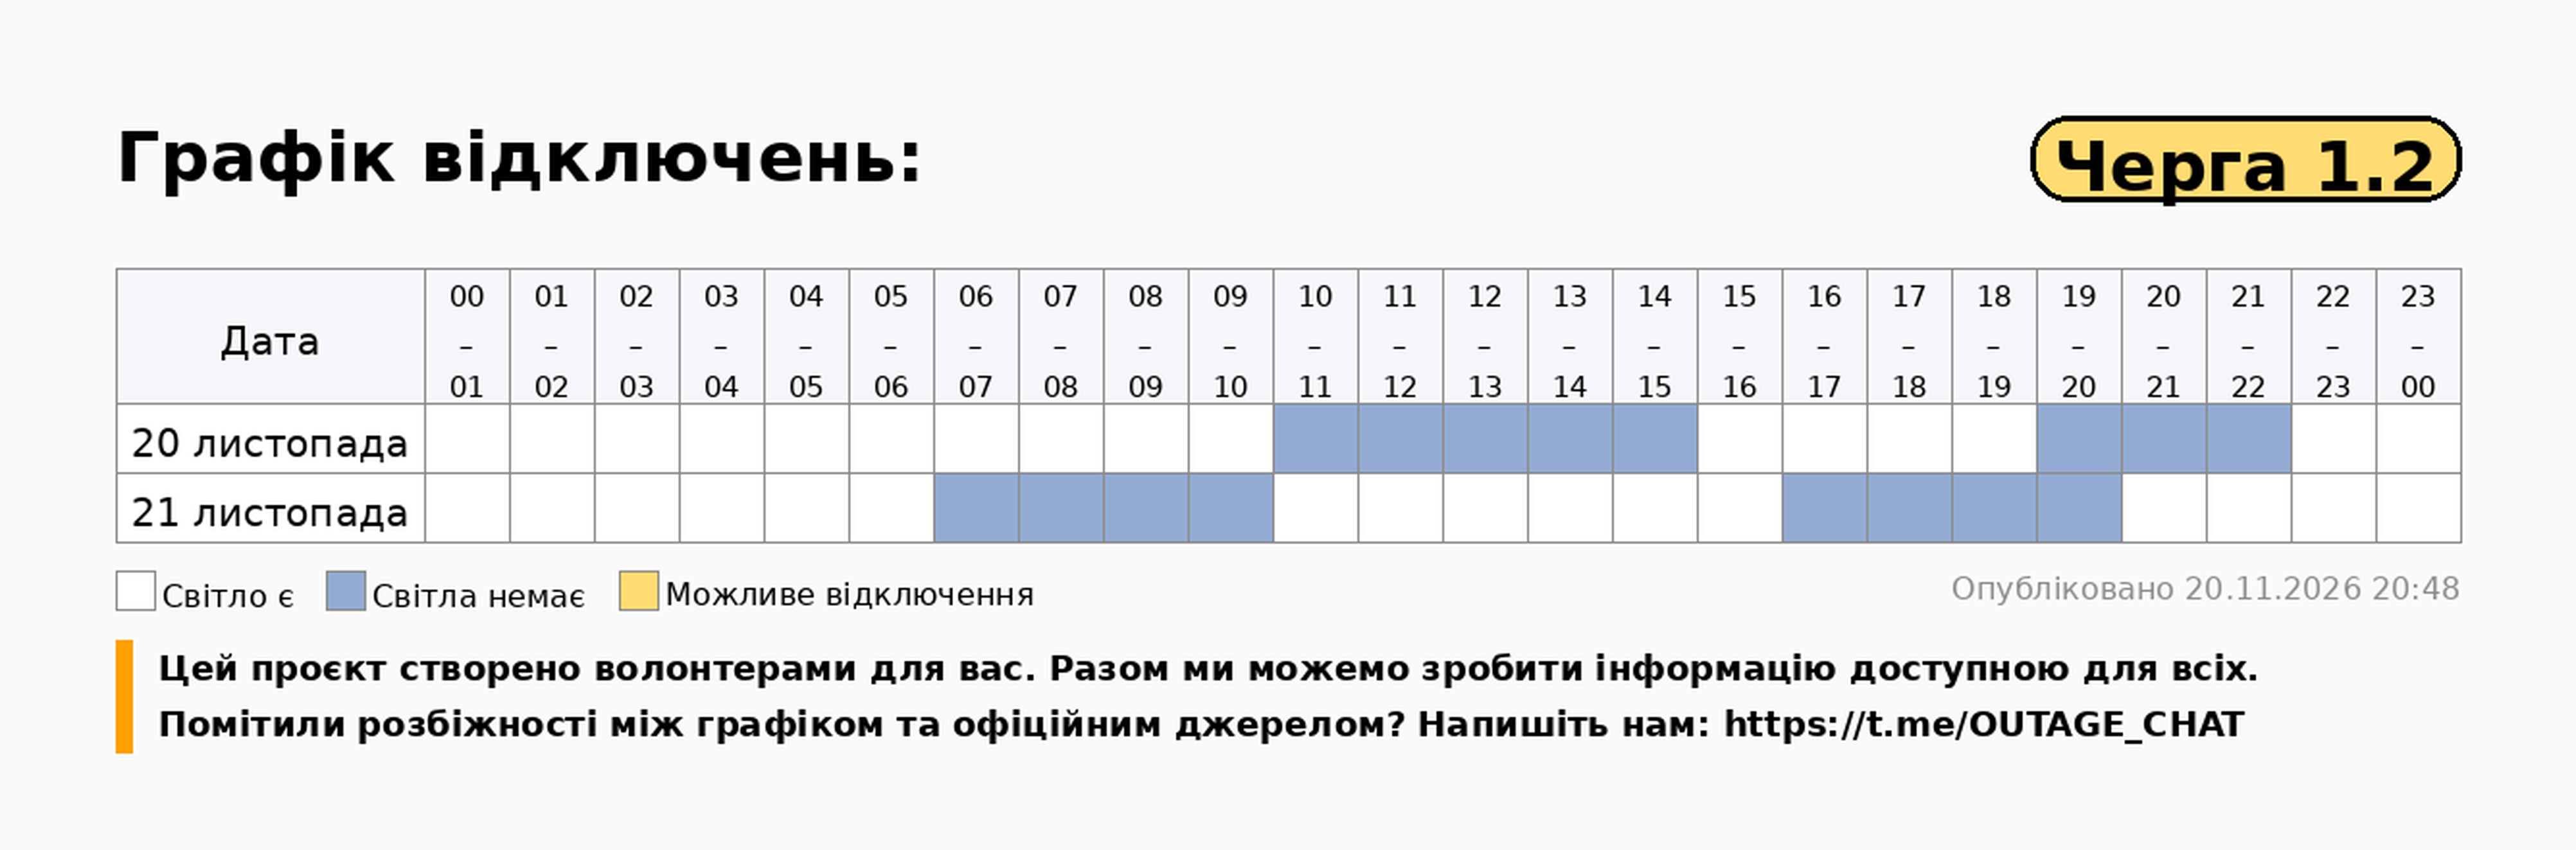 Графік відключень:
Черга 1.2
Дата
00 – 01
01 – 02
02 – 03
03 – 04
04 – 05
05 – 06
06 – 07
07 – 08
08 – 09
09 – 10
10 – 11
11 – 12
12 – 13
13 – 14
14 – 15
15 – 16
16 – 17
17 – 18
18 – 19
19 – 20
20 – 21
21 – 22
22 – 23
23 – 00
20 листопада
21 листопада
Світло є
Світла немає
Можливе відключення
Опубліковано 20.11.2026 20:48
Цей проєкт створено волонтерами для вас. Разом ми можемо зробити інформацію доступною для всіх.
Помітили розбіжності між графіком та офіційним джерелом? Напишіть нам: https://t.me/OUTAGE_CHAT